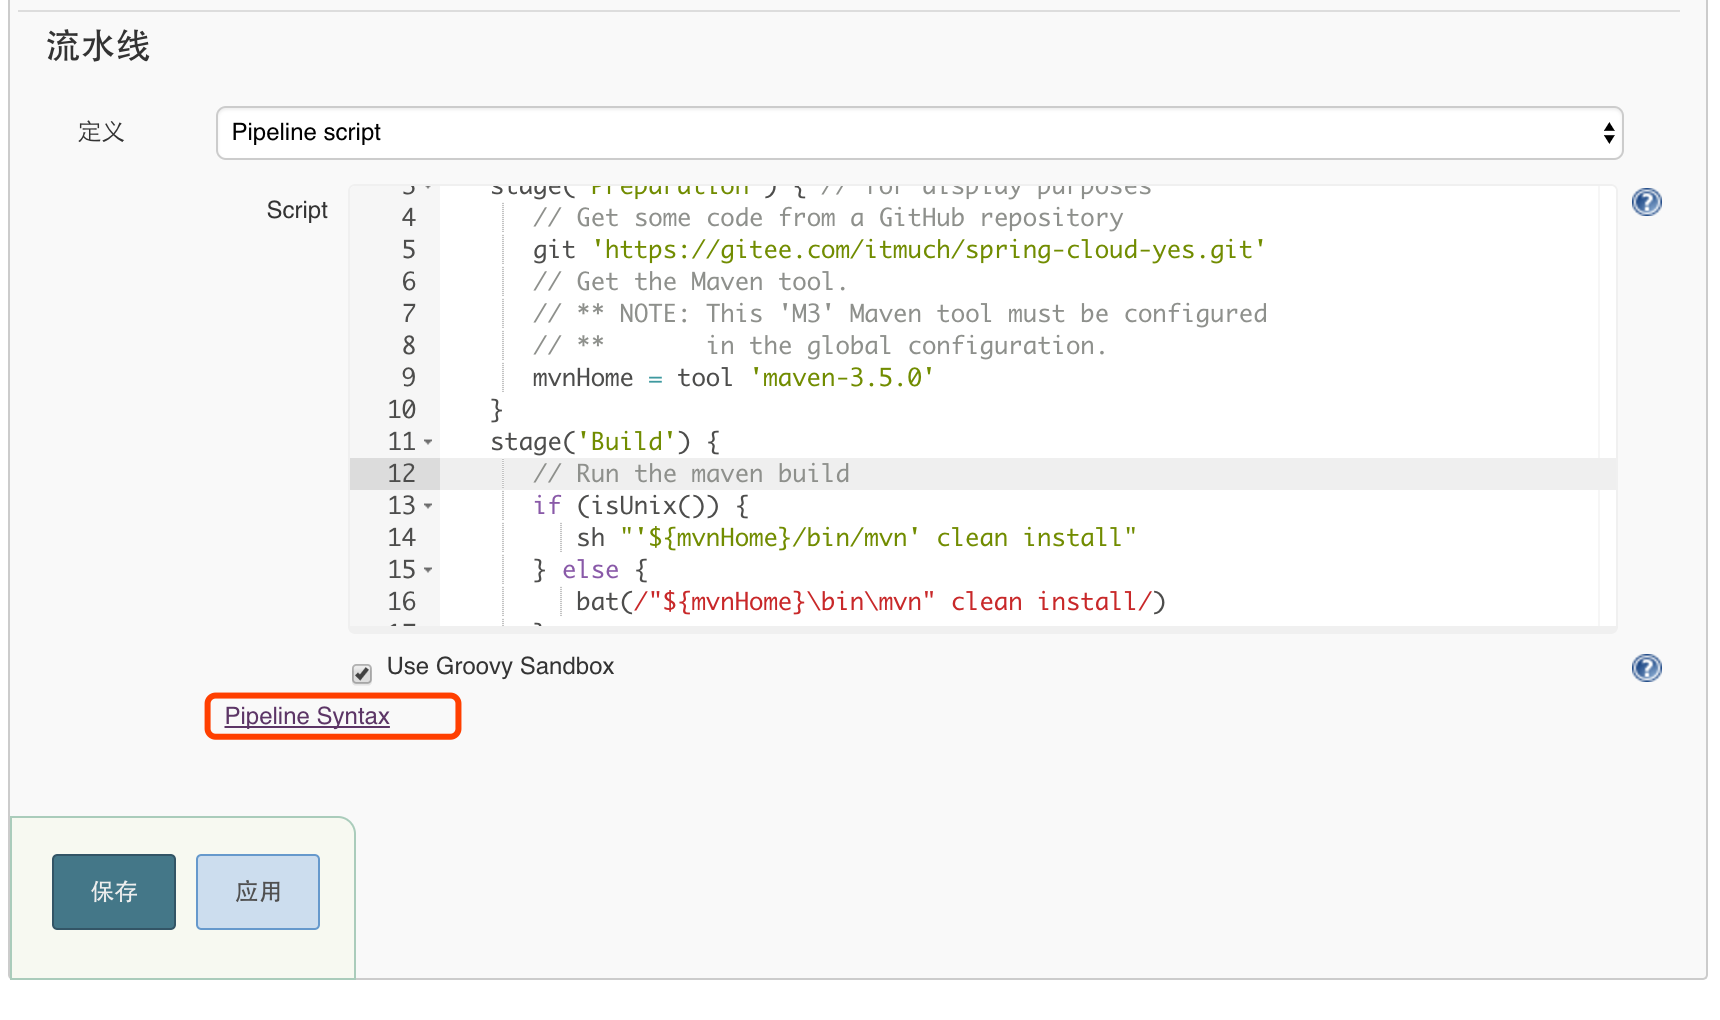 流水线
定义
Pipeline script
Script
3 stage('Preparation') { // for display purposes
4 // Get some code from a GitHub repository
5 git 'https://gitee.com/itmuch/spring-cloud-yes.git'
6 // Get the Maven tool.
7 // ** NOTE: This 'M3' Maven tool must be configured
8 // **       in the global configuration.
9 mvnHome = tool 'maven-3.5.0'
10 }
11 stage('Build') {
12 // Run the maven build
13 if (isUnix()) {
14 sh "'${mvnHome}/bin/mvn' clean install"
15 } else {
16 bat(/"${mvnHome}\bin\mvn" clean install/)
Use Groovy Sandbox
Pipeline Syntax
保存 应用